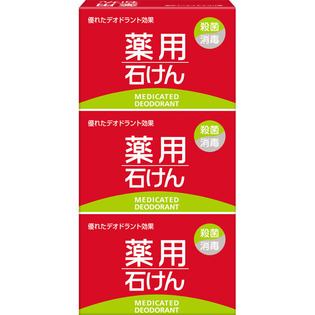 優れたデオドラント効果
殺菌
消毒
薬用
石けん
MEDICATED
DEODORANT
優れたデオドラント効果
殺菌
消毒
薬用
石けん
MEDICATED
DEODORANT
優れたデオドラント効果
殺菌
消毒
薬用
石けん
MEDICATED
DEODORANT